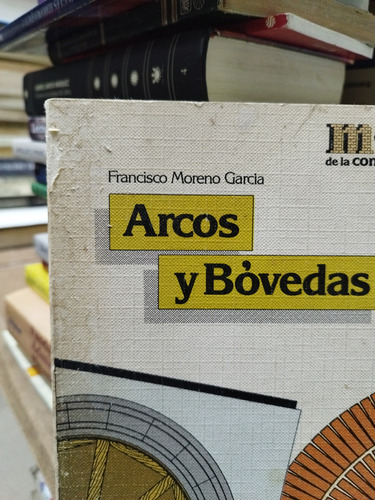 Francisco Moreno García
de la con
Arcos
y Bóvedas